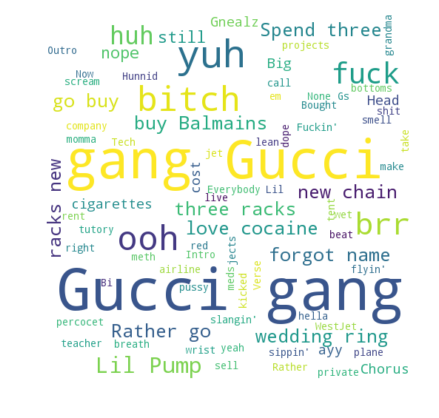 Gnealz
huh still Spend three grandma
nope yuh projects
Outro Big fuck
Now Hunnid call bottoms
scream em None Gs
go buy bitch Bought Head shit
company buy Balmains Fuckin' smell
momma Tech lean dope take
gang Gucci
jet make
racks new cost Everybody Lil
live new chain
cigarettes three racks tent wet brr
rent love cocaine
tutory beat
ooh forgot name
right red jects
meth Intro flyin'
airline meds kicked verse
Bi pussy
Gucci gang
slangin' hella
percocet Rather go WestJet wedding ring
teacher breath wrist yeah sippin' ayy plane
Lil Pump sell Rather private Chorus